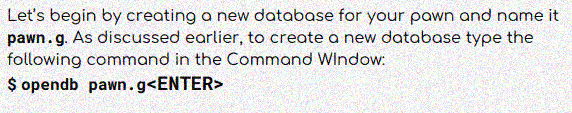 Let's begin by creating a new database for your pawn and name it
pawn.g. As discussed earlier, to create a new database type the
following command in the Command WIndow:
$ opendb pawn.g<ENTER>